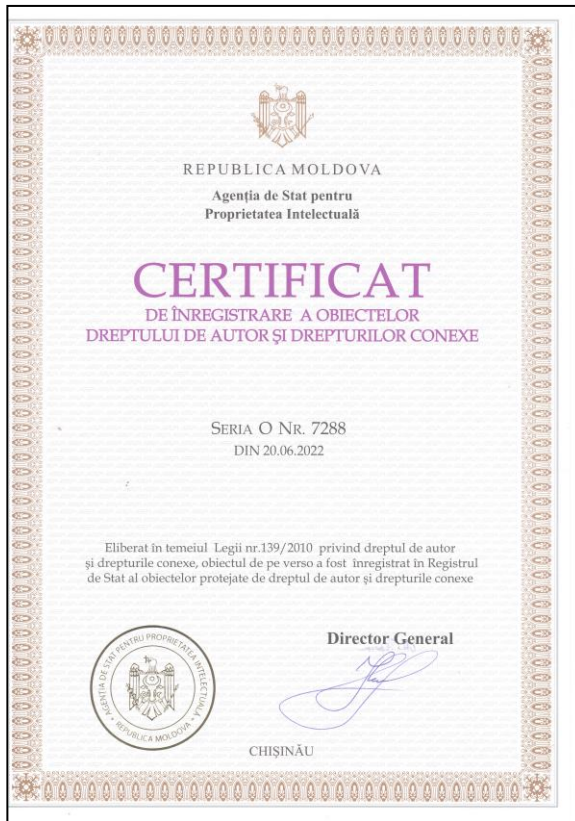 REPUBLICA MOLDOVA
Agenția de Stat pentru
Proprietatea Intelectuală
CERTIFICAT
DE ÎNREGISTRARE A OBIECTELOR
DREPTULUI DE AUTOR ŞI DREPTURILOR CONEXE
SERIA O NR. 7288
DIN 20.06.2022
Eliberat în temeiul Legii nr.139/2010 privind dreptul de autor
și drepturile conexe, obiectul de pe verso a fost înregistrat în Registrul
de Stat al obiectelor protejate de dreptul de autor și drepturile conexe
Director General
AGENȚIA DE STAT PENTRU PROPRIETATEA INTELECTUALĂ
REPUBLICA MOLDOVA
CHIȘINĂU